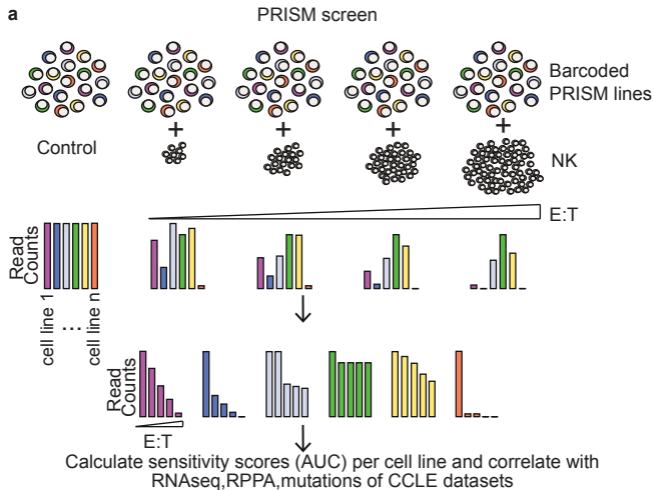 a
PRISM screen
Barcoded
PRISM lines
+ + + +
Control
NK
E:T
Read
Counts
cell line 1
...
cell line n
Read
Counts
E:T
Calculate sensitivity scores (AUC) per cell line and correlate with
RNAseq,RPPA,mutations of CCLE datasets